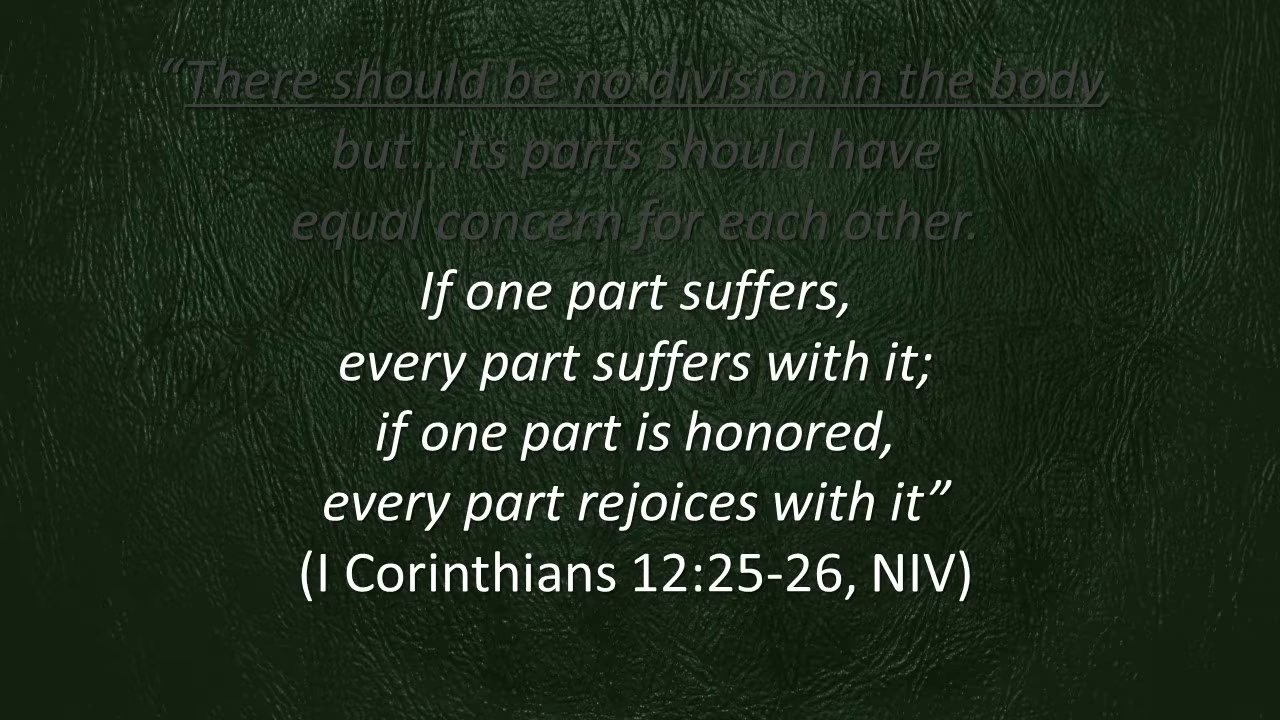 “There should be no division in the body,
but…its parts should have
equal concern for each other.
If one part suffers,
every part suffers with it;
if one part is honored,
every part rejoices with it”
(I Corinthians 12:25-26, NIV)